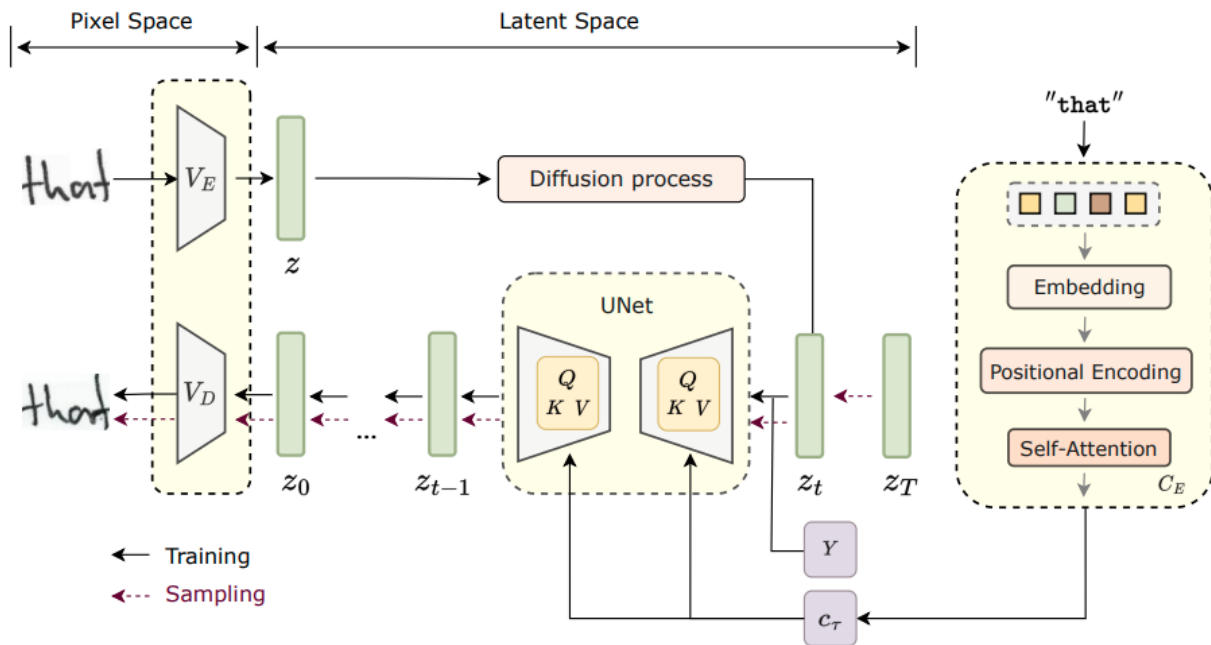 Pixel Space
Latent Space
"that"
that
V_E
z
Diffusion process
Embedding
Positional Encoding
Self-Attention
C_E
UNet
Q
K V
Q
K V
that
V_D
z_0
...
z_{t-1}
z_t
z_T
Training
Sampling
Y
c_τ